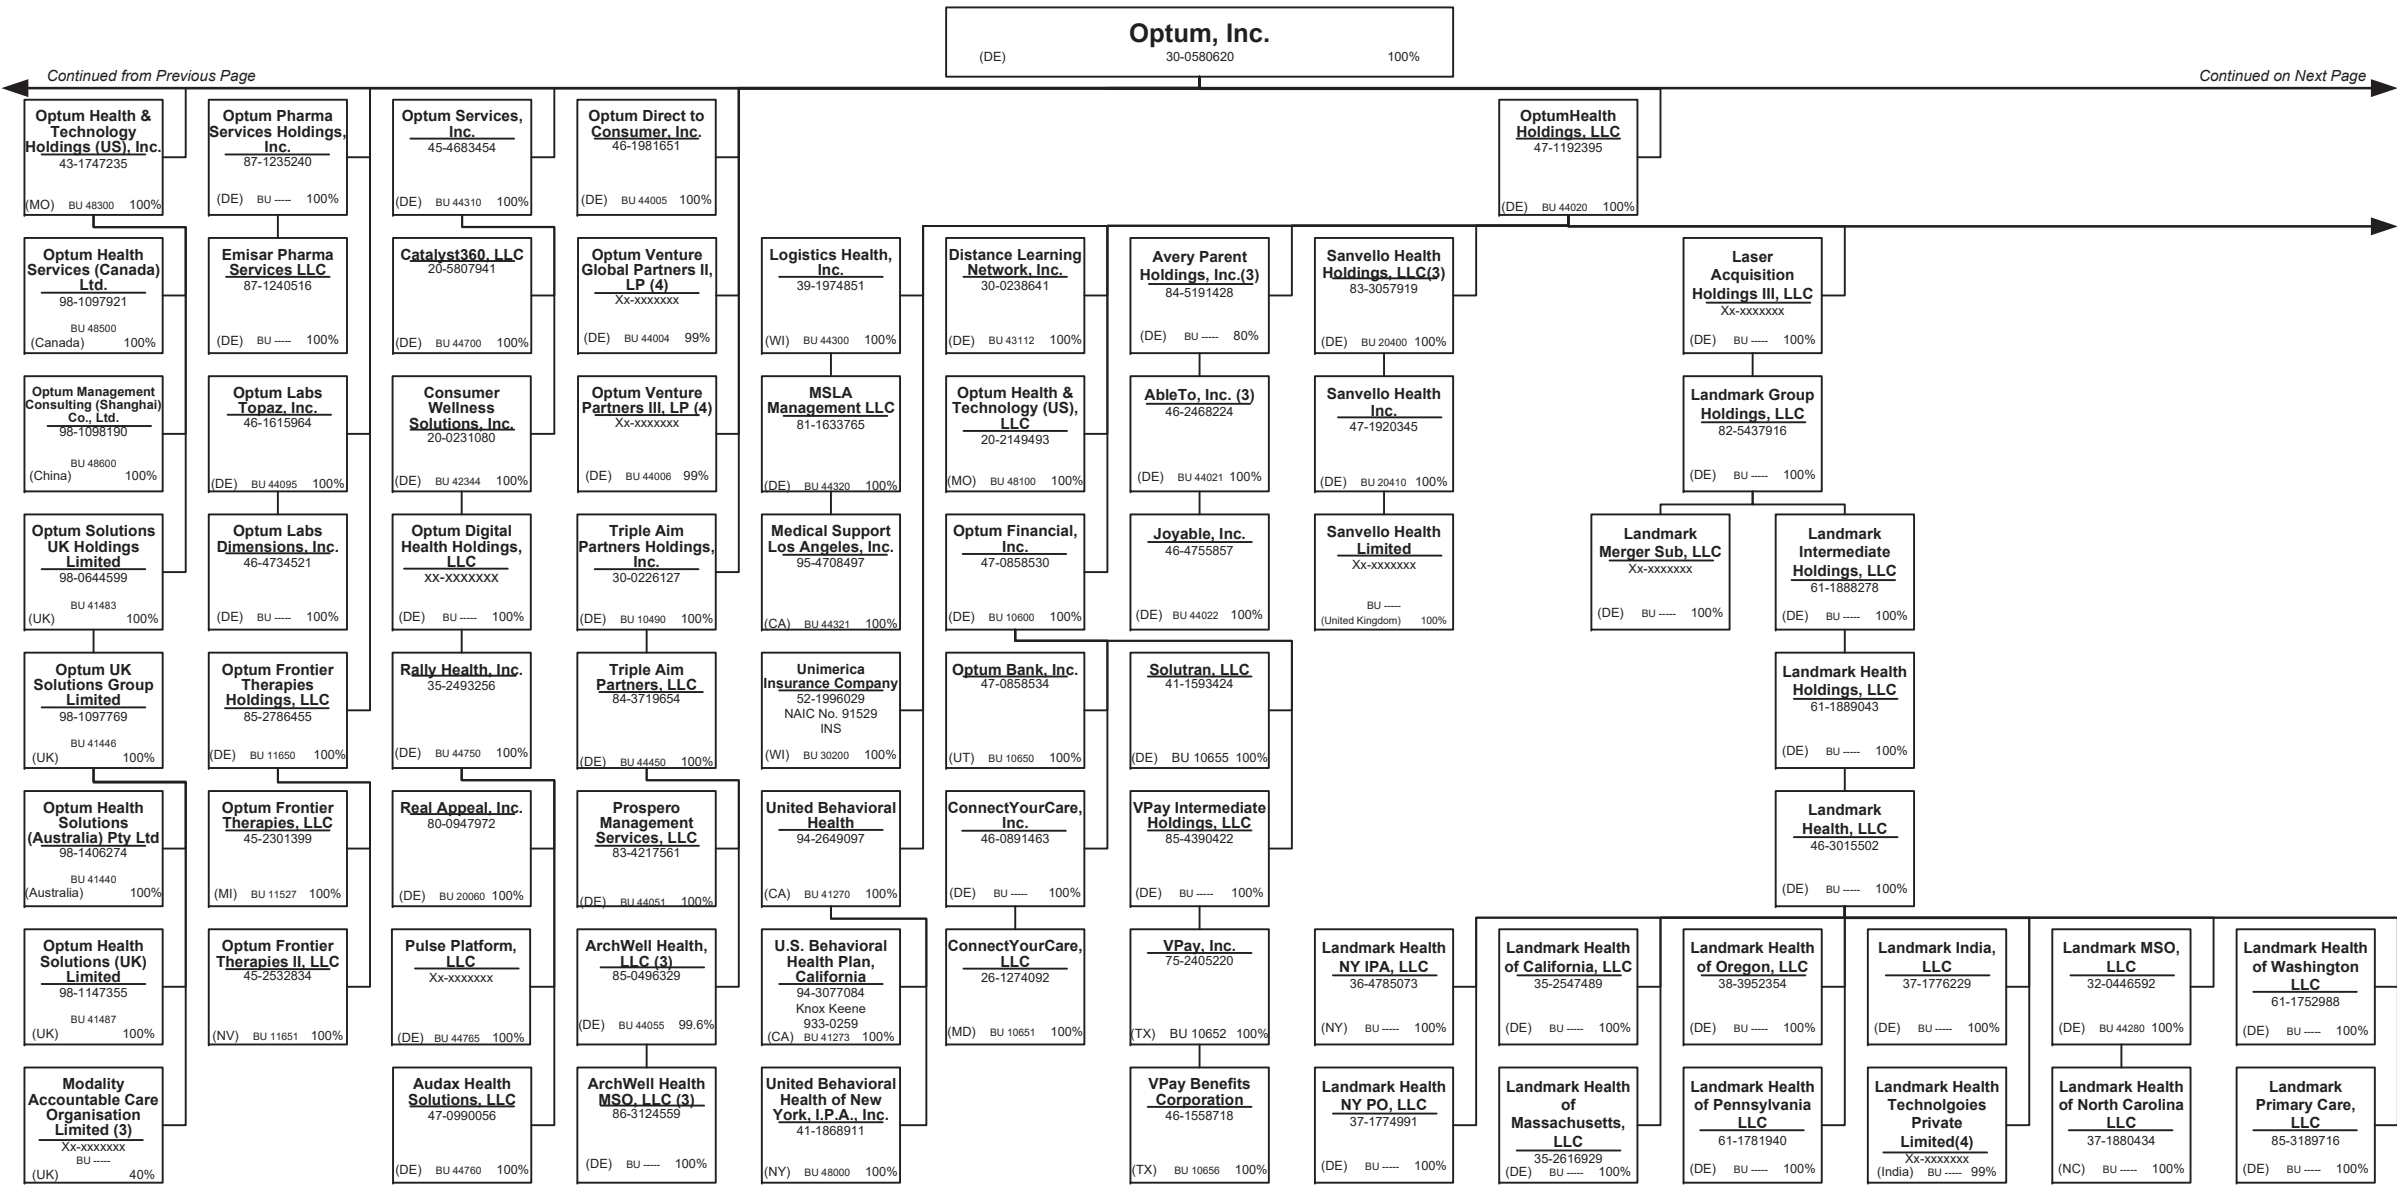 Optum, Inc.
(DE) 30-0580620 100%
Continued from Previous Page
Continued on Next Page
Optum Health &
Technology
Holdings (US), Inc.
43-1747235
(MO) BU 48300 100%
Optum Pharma
Services Holdings,
Inc.
87-1235240
(DE) BU ----- 100%
Optum Services,
Inc.
45-4683454
(DE) BU 44310 100%
Optum Direct to
Consumer, Inc.
46-1981651
(DE) BU 44005 100%
OptumHealth
Holdings, LLC
47-1192395
(DE) BU 44020 100%
Optum Health
Services (Canada)
Ltd.
98-1097921
BU 48500
(Canada) 100%
Emisar Pharma
Services LLC
87-1240516
(DE) BU ----- 100%
Catalyst360, LLC
20-5807941
(DE) BU 44700 100%
Optum Venture
Global Partners II,
LP (4)
Xx-xxxxxxx
(DE) BU 44004 99%
Logistics Health,
Inc.
39-1974851
(WI) BU 44300 100%
Distance Learning
Network, Inc.
30-0238641
(DE) BU 43112 100%
Avery Parent
Holdings, Inc.(3)
84-5191428
(DE) BU ----- 80%
Sanvello Health
Holdings, LLC(3)
83-3057919
(DE) BU 20400 100%
Laser
Acquisition
Holdings III, LLC
Xx-xxxxxxx
(DE) BU ----- 100%
Optum Management
Consulting (Shanghai)
Co., Ltd.
98-1098190
BU 48600
(China) 100%
Optum Labs
Topaz, Inc.
46-1615964
(DE) BU 44095 100%
Consumer
Wellness
Solutions, Inc.
20-0231080
(DE) BU 42344 100%
Optum Venture
Partners III, LP (4)
Xx-xxxxxxx
(DE) BU 44006 99%
MSLA
Management LLC
81-1633765
(DE) BU 44320 100%
Optum Health &
Technology (US),
LLC
20-2149493
(MO) BU 48100 100%
AbleTo, Inc. (3)
46-2468224
(DE) BU 44021 100%
Sanvello Health
Inc.
47-1920345
(DE) BU 20410 100%
Landmark Group
Holdings, LLC
82-5437916
(DE) BU ----- 100%
Optum Solutions
UK Holdings
Limited
98-0644599
BU 41483
(UK) 100%
Optum Labs
Dimensions, Inc.
46-4734521
(DE) BU ----- 100%
Optum Digital
Health Holdings,
LLC
xx-xxxxxxx
(DE) BU ----- 100%
Triple Aim
Partners Holdings,
Inc.
30-0226127
(DE) BU 10490 100%
Medical Support
Los Angeles, Inc.
95-4708497
(CA) BU 44321 100%
Optum Financial,
Inc.
47-0858530
(DE) BU 10600 100%
Joyable, Inc.
46-4755857
(DE) BU 44022 100%
Sanvello Health
Limited
Xx-xxxxxxx
BU -----
(United Kingdom) 100%
Landmark
Merger Sub, LLC
Xx-xxxxxxx
(DE) BU ----- 100%
Landmark
Intermediate
Holdings, LLC
61-1888278
(DE) BU ----- 100%
Optum UK
Solutions Group
Limited
98-1097769
BU 41446
(UK) 100%
Optum Frontier
Therapies
Holdings, LLC
85-2786455
(DE) BU 11650 100%
Rally Health, Inc.
35-2493256
(DE) BU 44750 100%
Triple Aim
Partners, LLC
84-3719654
(DE) BU 44450 100%
Unimerica
Insurance Company
52-1996029
NAIC No. 91529
INS
(WI) BU 30200 100%
Optum Bank, Inc.
47-0858534
(UT) BU 10650 100%
Solutran, LLC
41-1593424
(DE) BU 10655 100%
Landmark Health
Holdings, LLC
61-1889043
(DE) BU ----- 100%
Optum Health
Solutions
(Australia) Pty Ltd
98-1406274
BU 41440
(Australia) 100%
Optum Frontier
Therapies, LLC
45-2301399
(MI) BU 11527 100%
Real Appeal, Inc.
80-0947972
(DE) BU 20060 100%
Prospero
Management
Services, LLC
83-4217561
(DE) BU 44051 100%
United Behavioral
Health
94-2649097
(CA) BU 41270 100%
ConnectYourCare,
Inc.
46-0891463
(DE) BU ----- 100%
VPay Intermediate
Holdings, LLC
85-4390422
(DE) BU ----- 100%
Landmark
Health, LLC
46-3015502
(DE) BU ----- 100%
Optum Health
Solutions (UK)
Limited
98-1147355
BU 41487
(UK) 100%
Optum Frontier
Therapies II, LLC
45-2532834
(NV) BU 11651 100%
Pulse Platform,
LLC
Xx-xxxxxxx
(DE) BU 44765 100%
ArchWell Health,
LLC (3)
85-0496329
(DE) BU 44055 99.6%
U.S. Behavioral
Health Plan,
California
94-3077084
Knox Keene
933-0259
(CA) BU 41273 100%
ConnectYourCare,
LLC
26-1274092
(MD) BU 10651 100%
VPay, Inc.
75-2405220
(TX) BU 10652 100%
Landmark Health
NY IPA, LLC
36-4785073
(NY) BU ----- 100%
Landmark Health
of California, LLC
35-2547489
(DE) BU ----- 100%
Landmark Health
of Oregon, LLC
38-3952354
(DE) BU ----- 100%
Landmark India,
LLC
37-1776229
(DE) BU ----- 100%
Landmark MSO,
LLC
32-0446592
(DE) BU 44280 100%
Landmark Health
of Washington
LLC
61-1752988
(DE) BU ----- 100%
Modality
Accountable Care
Organisation
Limited (3)
Xx-xxxxxxx
BU -----
(UK) 40%
Audax Health
Solutions, LLC
47-0990056
(DE) BU 44760 100%
ArchWell Health
MSO, LLC (3)
86-3124559
(DE) BU ----- 100%
United Behavioral
Health of New
York, I.P.A., Inc.
41-1868911
(NY) BU 48000 100%
VPay Benefits
Corporation
46-1558718
(TX) BU 10656 100%
Landmark Health
NY PO, LLC
37-1774991
(DE) BU ----- 100%
Landmark Health
of
Massachusetts,
LLC
35-2616929
(DE) BU ----- 100%
Landmark Health
of Pennsylvania
LLC
61-1781940
(DE) BU ----- 100%
Landmark Health
Technolgoies
Private
Limited(4)
Xx-xxxxxxx
(India) BU ----- 99%
Landmark Health
of North Carolina
LLC
37-1880434
(NC) BU ----- 100%
Landmark
Primary Care,
LLC
85-3189716
(DE) BU ----- 100%